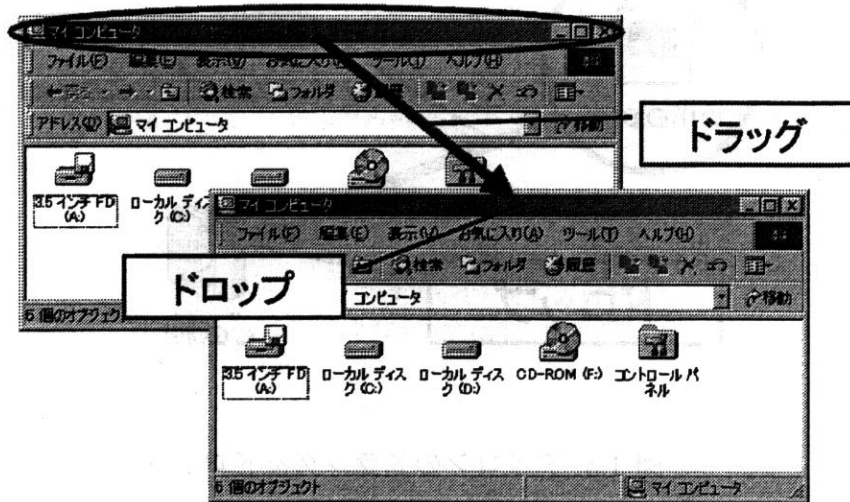 マイ コンピュータ
ファイル(F) 編集(E) 表示(V) お気に入り ツール(T) ヘルプ(H)
検索 フォルダ 履歴
アドレス(D) マイ コンピュータ 移動
ドラッグ
3.5 インチ FD (A:)
ローカル ディスク (C:)
6 個のオブジェクト
ドロップ
マイ コンピュータ
ファイル(F) 編集(E) 表示(V) お気に入り(A) ツール(T) ヘルプ(H)
検索 フォルダ 履歴
コンピュータ 移動
3.5 インチ FD (A:)
ローカル ディスク (C:)
ローカル ディスク (D:)
CD-ROM (F:)
コントロール パネル
6 個のオブジェクト マイ コンピュータ